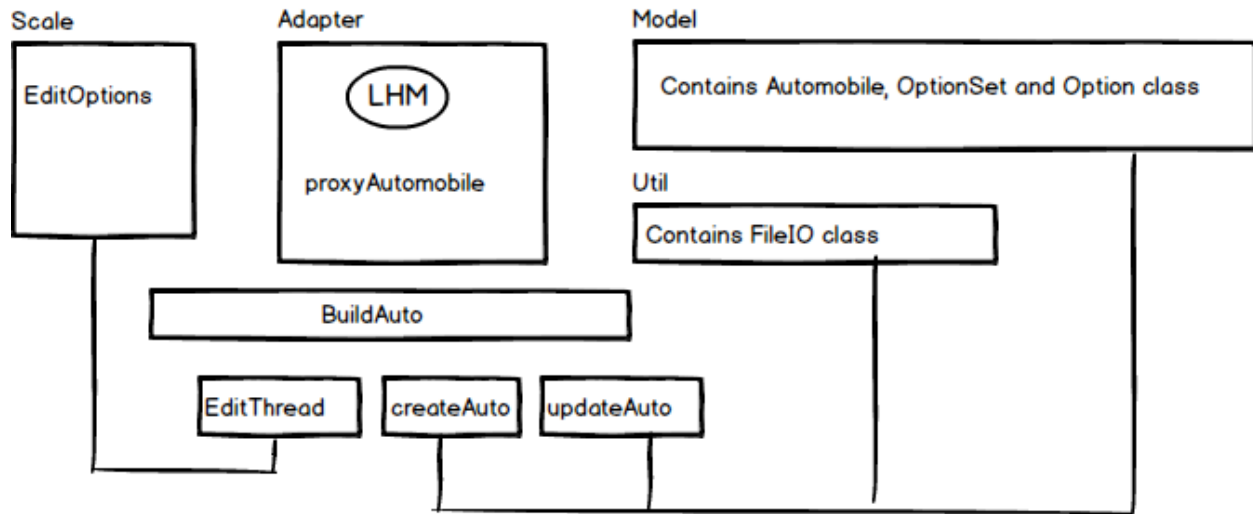 Scale
Adapter
Model
EditOptions
LHM
Contains Automobile, OptionSet and Option class
proxyAutomobile
Util
Contains FileIO class
BuildAuto
EditThread
createAuto
updateAuto